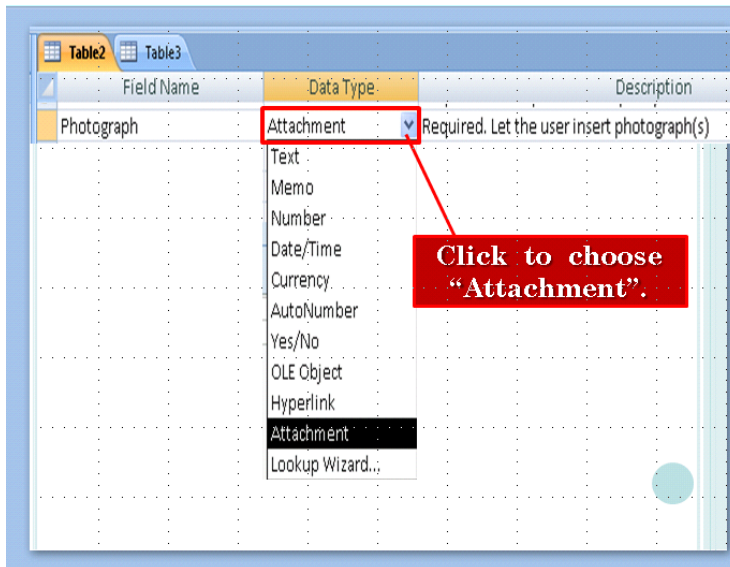 Table2 Table3
Field Name Data Type Description
Photograph Attachment Required. Let the user insert photograph(s)
Text
Memo
Number
Date/Time
Currency
AutoNumber
Yes/No
OLE Object
Hyperlink
Attachment
Lookup Wizard...
Click to choose
“Attachment”.